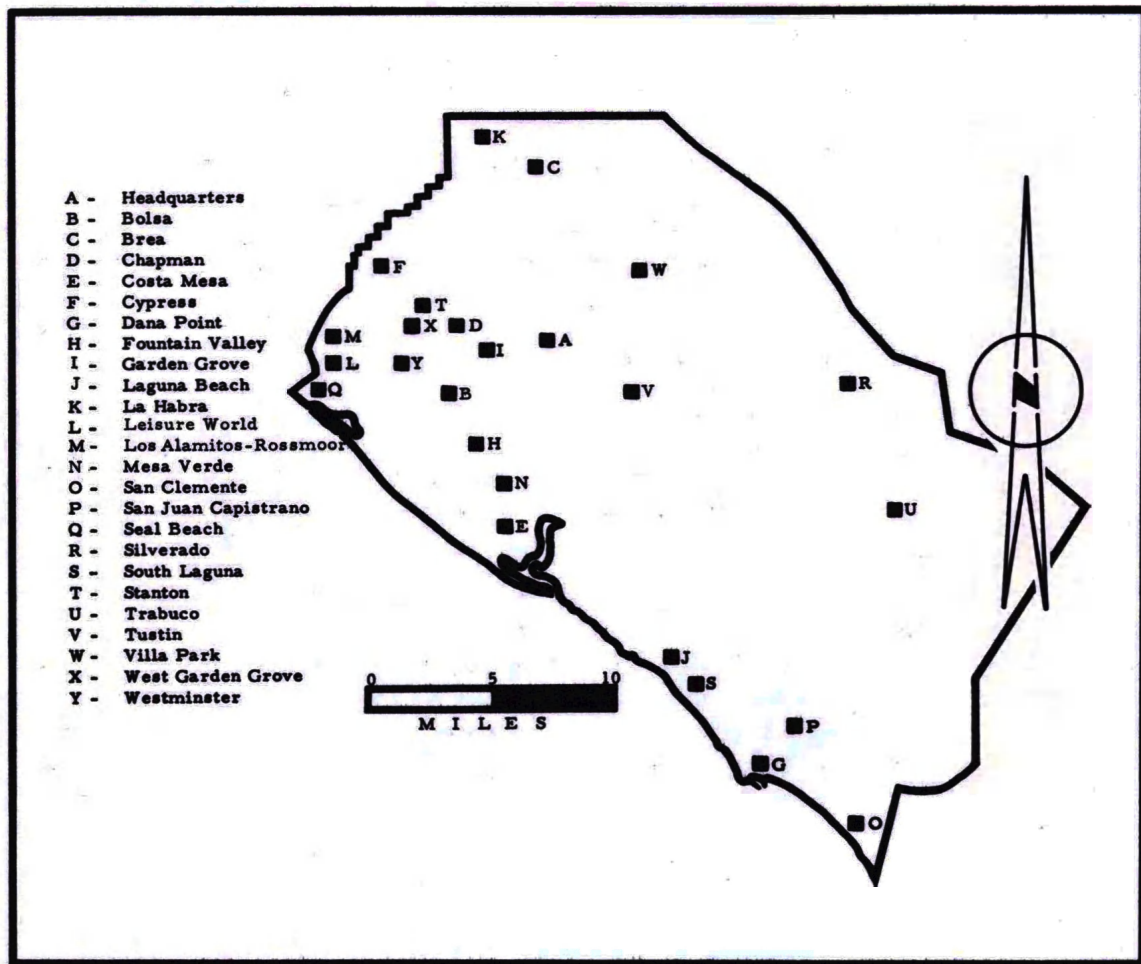 A - Headquarters
B - Bolsa
C - Brea
D - Chapman
E - Costa Mesa
F - Cypress
G - Dana Point
H - Fountain Valley
I - Garden Grove
J - Laguna Beach
K - La Habra
L - Leisure World
M - Los Alamitos-Rossmoor
N - Mesa Verde
O - San Clemente
P - San Juan Capistrano
Q - Seal Beach
R - Silverado
S - South Laguna
T - Stanton
U - Trabuco
V - Tustin
W - Villa Park
X - West Garden Grove
Y - Westminster
K
C
F
W
T
X D
M
A
I
L Y
Q
B
V
R
H
N
U
E
J
S
P
G
O
N
0 5 10
MILES